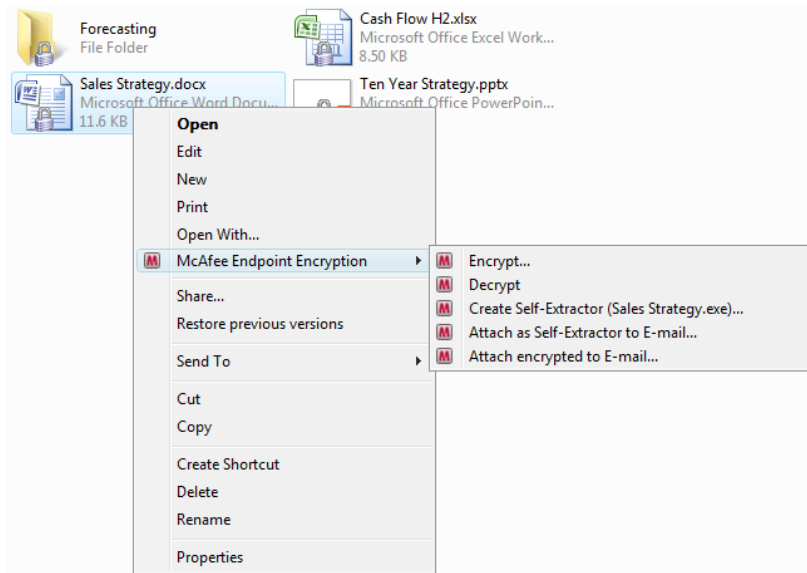 Forecasting
File Folder
Cash Flow H2.xlsx
Microsoft Office Excel Work...
8.50 KB
Sales Strategy.docx
Microsoft Office Word Docu...
11.6 KB
Ten Year Strategy.pptx
Microsoft Office PowerPoin...
Open
Edit
New
Print
Open With...
McAfee Endpoint Encryption
Share...
Restore previous versions
Send To
Cut
Copy
Create Shortcut
Delete
Rename
Properties
Encrypt...
Decrypt
Create Self-Extractor (Sales Strategy.exe)...
Attach as Self-Extractor to E-mail...
Attach encrypted to E-mail...